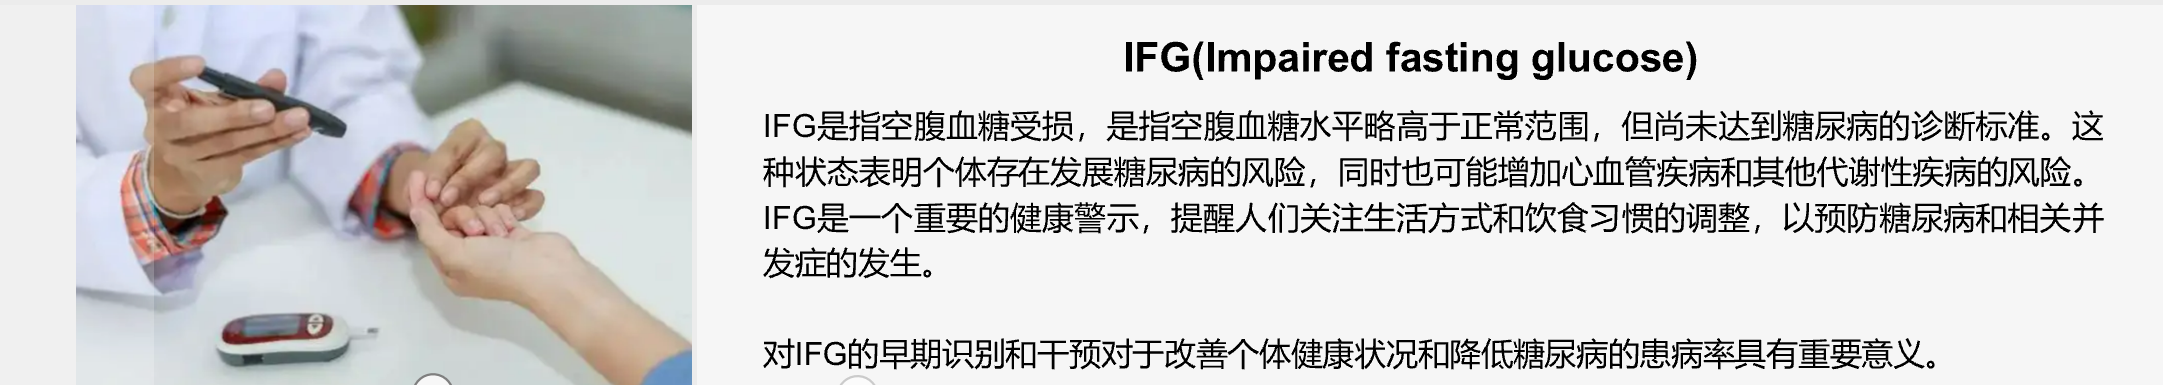 IFG(Impaired fasting glucose)
IFG是指空腹血糖受损，是指空腹血糖水平略高于正常范围，但尚未达到糖尿病的诊断标准。这
种状态表明个体存在发展糖尿病的风险，同时也可能增加心血管疾病和其他代谢性疾病的风险。
IFG是一个重要的健康警示，提醒人们关注生活方式和饮食习惯的调整，以预防糖尿病和相关并
发症的发生。
对IFG的早期识别和干预对于改善个体健康状况和降低糖尿病的患病率具有重要意义。